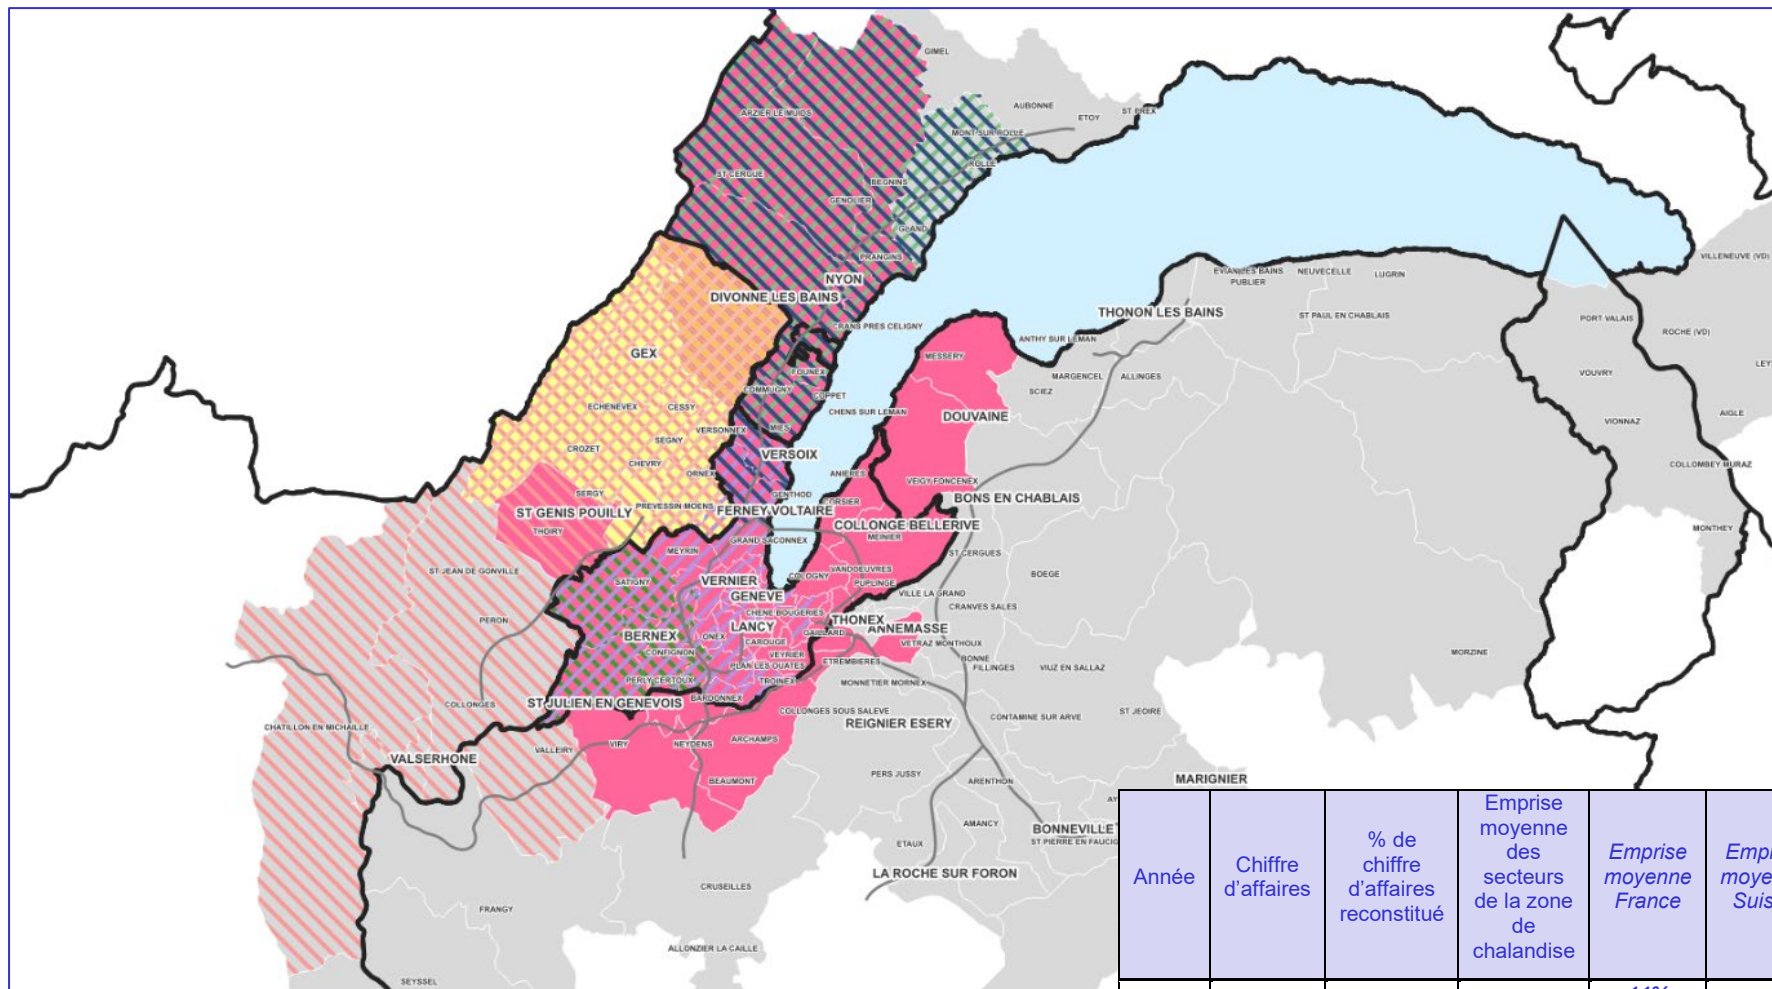 GIMEL
AUBONNE
ST PREX
ETOY
ARZIER LE MUIDS
MONT SUR ROLLE
ROLLE
ST CERGUE
BEGINS
GENOLIER
GLAND
PRANGINS
NYON
DIVONNE LES BAINS
CRANS PRES CELIGNY
VILLENEUVE (VD)
EVIAN LES BAINS
PUBLIER
NEUVECELLE
LUGRIN
THONON LES BAINS
ST PAUL EN CHABLAIS
PORT VALAIS
ROCHE (VD)
ANTHY SUR LEMAN
GEX
MESSERY
FOUNEX
COMMUGNY
COPPET
MARGENCEL
ALLINGES
SCIEZ
VOUVRY
LEY
ECHENEVEX
CESSY
CHENS SUR LEMAN
DOUVAINE
AIGLE
VIONNAZ
VERSONNEX
MIES
SEGNY
CROZET
VERSOIX
CHEVRY
ORNEX
ANIERES
VEIGY FONCENEX
COLLOMBEY MURAZ
SERGY
GENTHOD
BONS EN CHABLAIS
PREVESSIN MOENS
FERNEY VOLTAIRE
ST GENIS POUILLY
THOIRY
COLLONGE BELLERIVE
MEINIER
MONTHEY
GRAND SACONNEX
MEYRIN
ST CERGUES
ST JEAN DE GONVILLE
SATIGNY
VERNIER
COLOGNY
VANDOEUVRES
PUPLINGE
BOEGE
GENEVE
VILLE LA GRAND
CRANVES SALES
CHENE BOUGERIES
PERON
BERNEX
ONEX
LANCY
THONEX
GAILLARD
ANNEMASSE
CAROUGE
VETRAZ MONTHOUX
CONFIGNON
VEYRIER
PLAN LES OUATES
ETREMBIERES
BONNE
FILLINGES
VIUZ EN SALLAZ
MORZINE
PERLY CERTOUX
TROINEX
MONNETIER MORNEX
BARDONNEX
ST JULIEN EN GENEVOIS
COLLONGES
COLLONGES SOUS SALEVE
ST JEOIRE
CONTAMINE SUR ARVE
REIGNIER ESERY
CHATILLON EN MICHAILLE
VALLEIRY
VIRY
NEYDENS
ARCHAMPS
VALSERHONE
BEAUMONT
PERS JUSSY
ARENTHON
MARIGNIER
AY
AMANCY
BONNEVILLE
ST PIERRE EN FAUCIG
ETAUX
LA ROCHE SUR FORON
CRUSEILLES
FRANGY
ALLONZIER LA CAILLE
SEYSSEL
Année
Chiffre
d'affaires
% de
chiffre
d'affaires
reconstitué
Emprise
moyenne
des
secteurs
de la zone
de
chalandise
Emprise
moyenne
France
Empri
moye
Suis